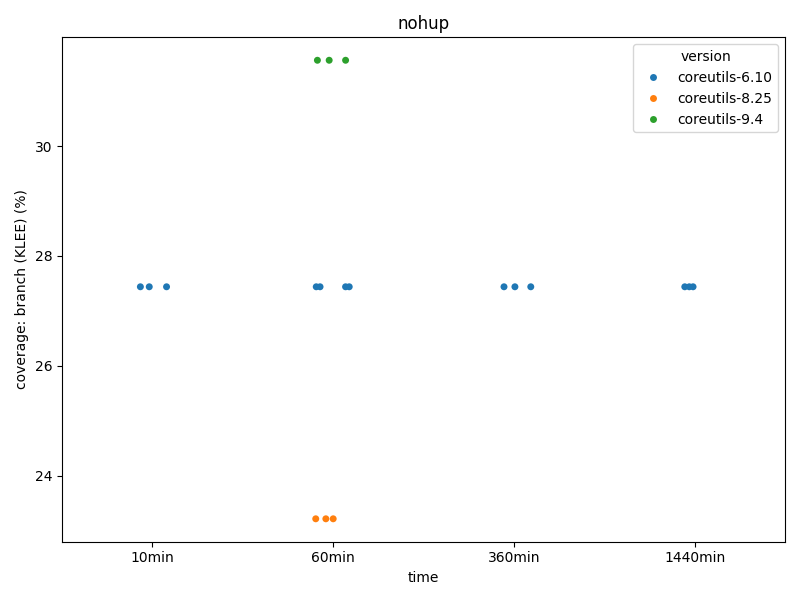 nohup
version
coreutils-6.10
coreutils-8.25
coreutils-9.4
coverage: branch (KLEE) (%)
30
28
26
24
10min
60min
360min
1440min
time